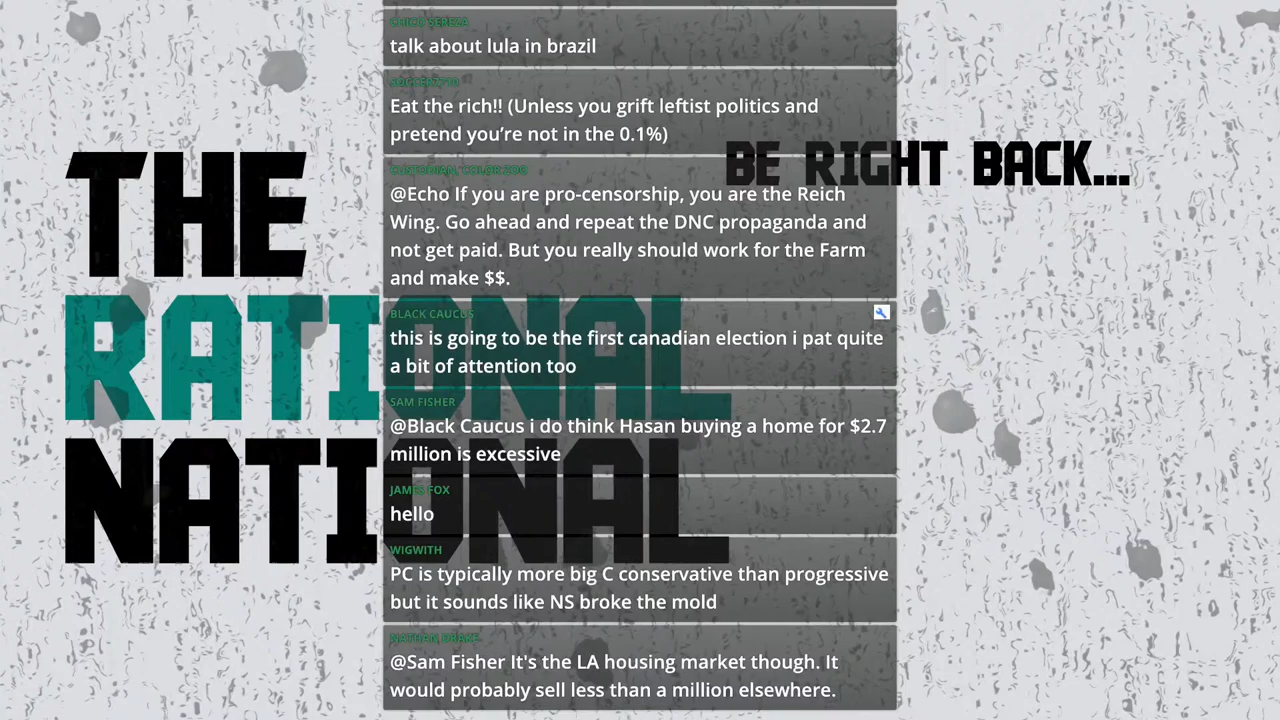 THE
RATIONAL
NATIONAL
BE RIGHT BACK...
CHICO SEREZA
talk about lula in brazil
SOCCERZ710
Eat the rich!! (Unless you grift leftist politics and
pretend you’re not in the 0.1%)
@Echo If you are pro-censorship, you are the Reich
Wing. Go ahead and repeat the DNC propaganda and
not get paid. But you really should work for the Farm
and make $$.
BLACK CAUCUS
this is going to be the first canadian election i pat quite
a bit of attention too
SAM FISHER
@Black Caucus i do think Hasan buying a home for $2.7
million is excessive
JAMES FOX
hello
WIGWITH
PC is typically more big C conservative than progressive
but it sounds like NS broke the mold
NATHAN DRAKE
@Sam Fisher It's the LA housing market though. It
would probably sell less than a million elsewhere.